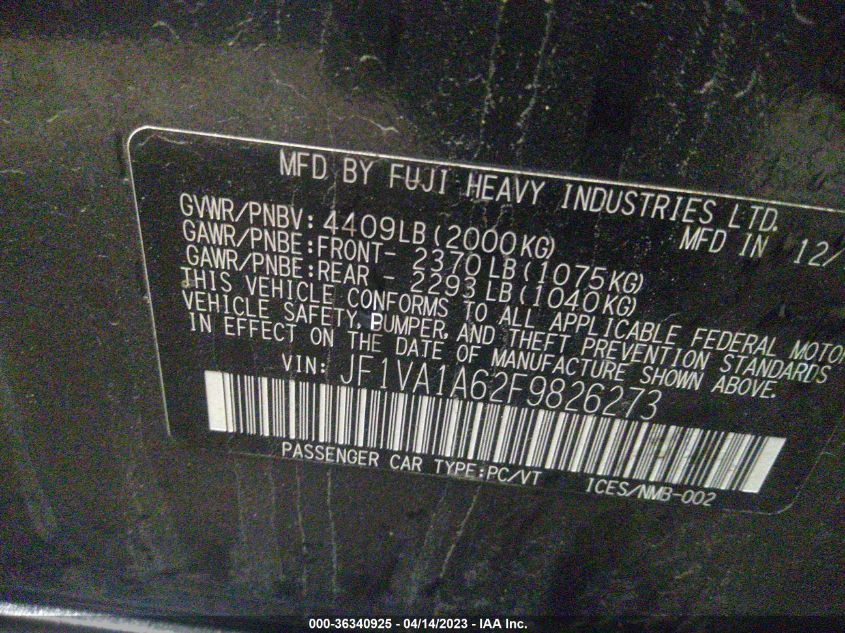 MFD BY FUJI HEAVY INDUSTRIES LTD.
MFD IN 12/
GVWR/PNBV: 4409LB(2000KG)
GAWR/PNBE:FRONT- 2370LB(1075KG)
GAWR/PNBE:REAR - 2293LB(1040KG)
THIS VEHICLE CONFORMS TO ALL APPLICABLE FEDERAL MOTOR
VEHICLE SAFETY, BUMPER, AND THEFT PREVENTION STANDARDS
IN EFFECT ON THE DATE OF MANUFACTURE SHOWN ABOVE.
VIN: JF1VA1A62F9826273
PASSENGER CAR TYPE:PC/VT ICES/NMB-002
000-36340925 - 04/14/2023 - IAA Inc.